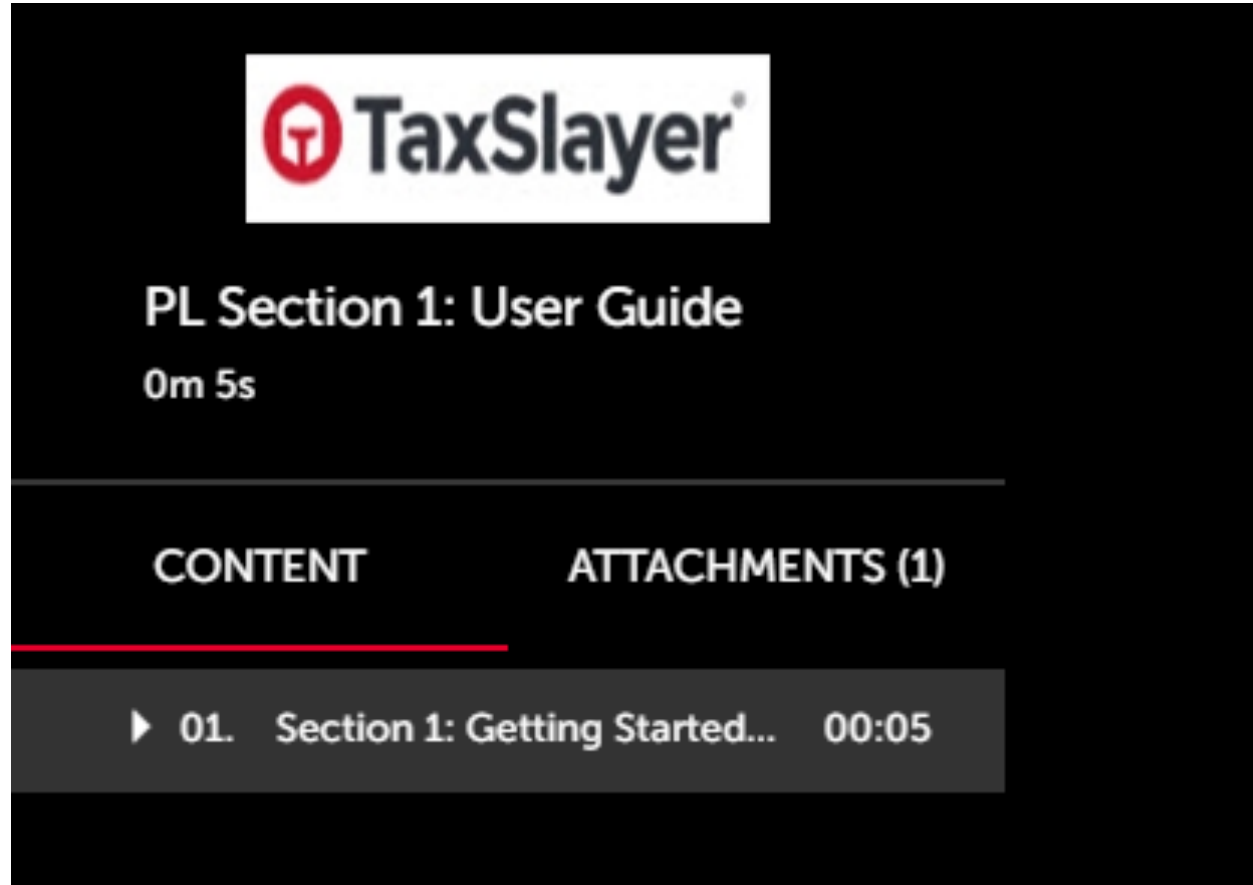 TaxSlayer®
PL Section 1: User Guide
0m 5s
CONTENT ATTACHMENTS (1)
01. Section 1: Getting Started... 00:05